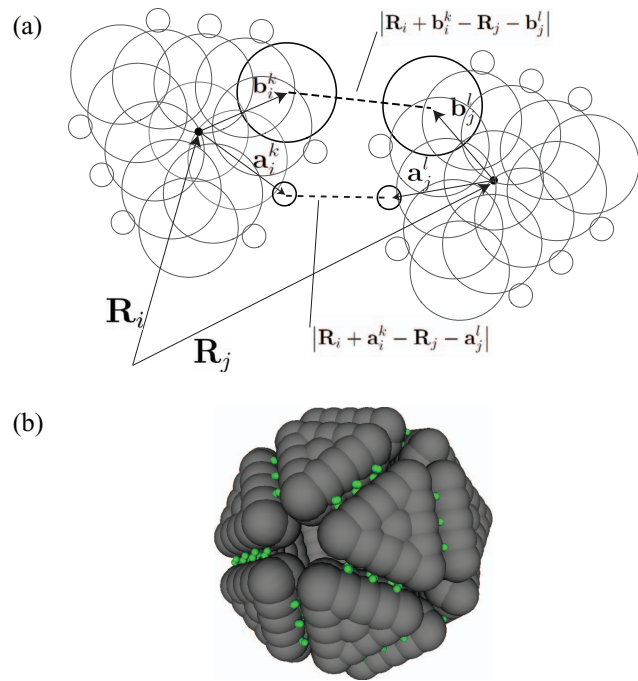 (a)
|R_i + b_i^k − R_j − b_j^l|
b_i^k
b_j^l
a_i^k
a_j^l
R_i
R_j
|R_i + a_i^k − R_j − a_j^l|
(b)